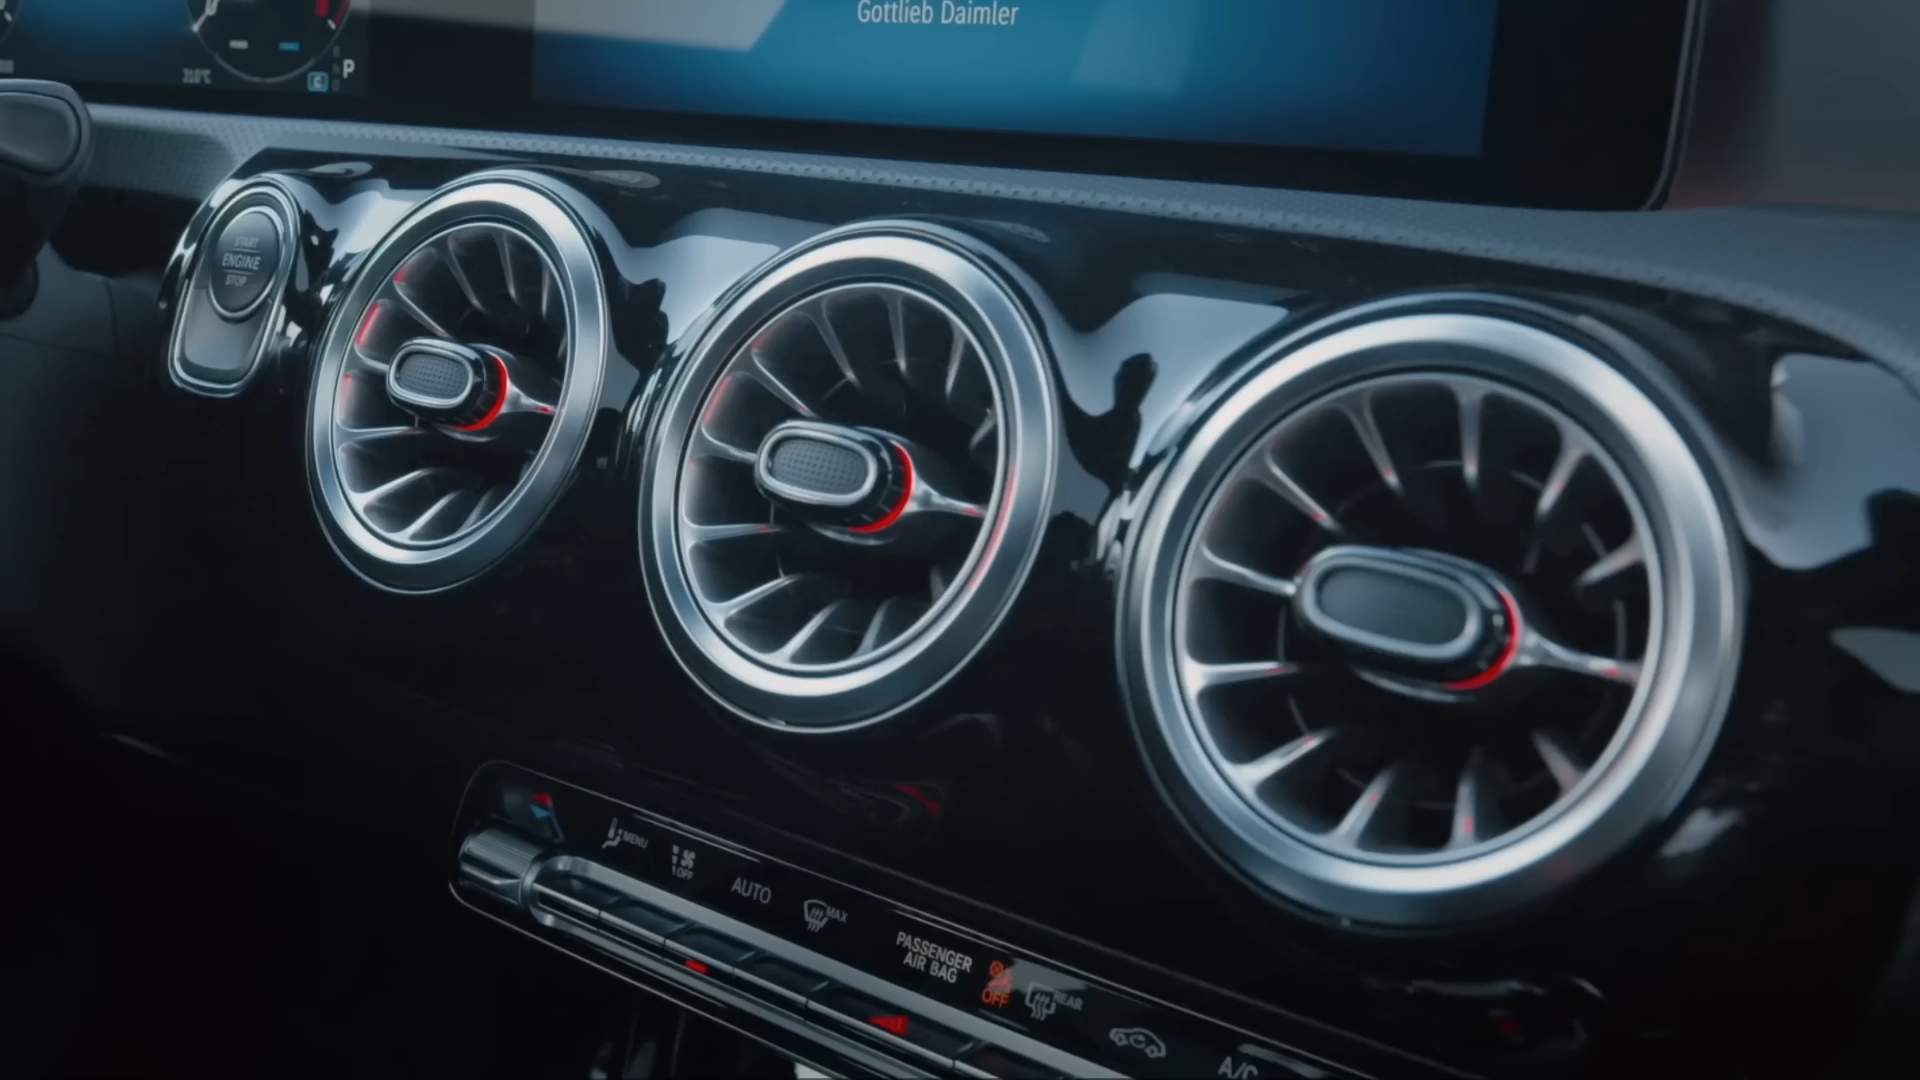 Gottlieb Daimler
21.0°C
C
P
START
ENGINE
STOP
MENU
OFF
AUTO
MAX
PASSENGER
AIR BAG
OFF
REAR
A/C